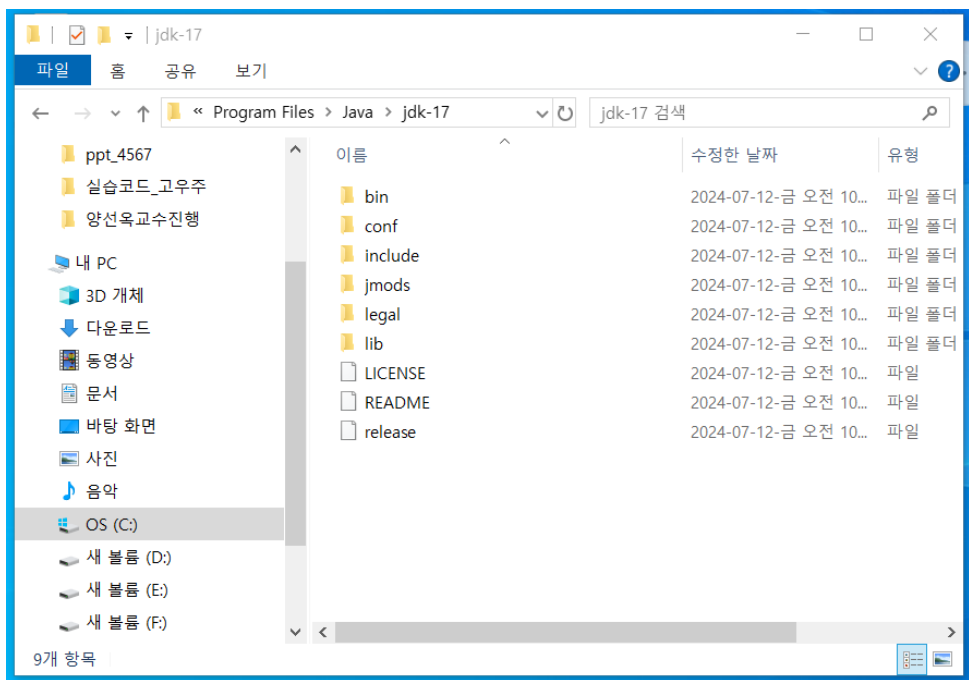 jdk-17
파일 홈 공유 보기
« Program Files > Java > jdk-17 jdk-17 검색
ppt_4567
실습코드_고우주
양선옥교수진행
내 PC
3D 개체
다운로드
동영상
문서
바탕 화면
사진
음악
OS (C:)
새 볼륨 (D:)
새 볼륨 (E:)
새 볼륨 (F:)
이름 수정한 날짜 유형
bin 2024-07-12-금 오전 10... 파일 폴더
conf 2024-07-12-금 오전 10... 파일 폴더
include 2024-07-12-금 오전 10... 파일 폴더
jmods 2024-07-12-금 오전 10... 파일 폴더
legal 2024-07-12-금 오전 10... 파일 폴더
lib 2024-07-12-금 오전 10... 파일 폴더
LICENSE 2024-07-12-금 오전 10... 파일
README 2024-07-12-금 오전 10... 파일
release 2024-07-12-금 오전 10... 파일
9개 항목